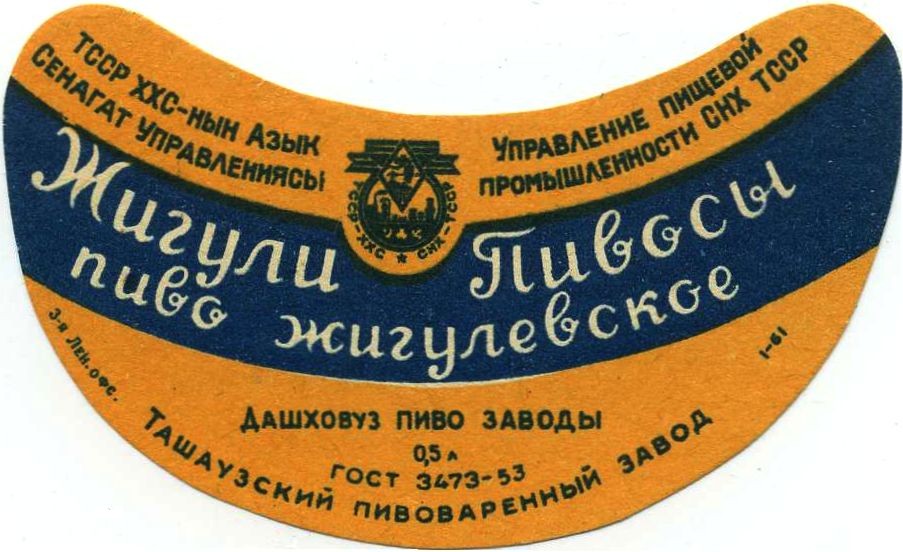 ТССР ХХС-нын Азык
Сенагат Управлениясы
Управление пищевой
промышленности СНХ ТССР
ТССР-ХХС ★ СНХ-ТССР
Жигули Пивосы
пиво жигулевское
3-я Лен. офс.
1-61
Дашховуз пиво заводы
0,5 л
ГОСТ 3473-53
Ташаузский пивоваренный завод